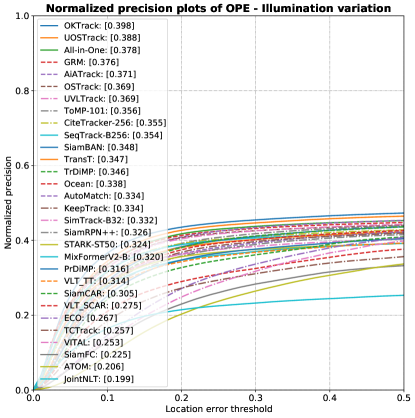 Normalized precision plots of OPE - Illumination variation
1.0
0.8
0.6
0.4
0.2
0.0
Normalized precision
OKTrack: [0.398]
UOSTrack: [0.388]
All-in-One: [0.378]
GRM: [0.376]
AiATrack: [0.371]
OSTrack: [0.369]
UVLTrack: [0.369]
ToMP-101: [0.356]
CiteTracker-256: [0.355]
SeqTrack-B256: [0.354]
SiamBAN: [0.348]
TransT: [0.347]
TrDiMP: [0.346]
Ocean: [0.338]
AutoMatch: [0.334]
KeepTrack: [0.334]
SimTrack-B32: [0.332]
SiamRPN++: [0.326]
STARK-ST50: [0.324]
MixFormerV2-B: [0.320]
PrDiMP: [0.316]
VLT_TT: [0.314]
SiamCAR: [0.305]
VLT_SCAR: [0.275]
ECO: [0.267]
TCTrack: [0.257]
VITAL: [0.253]
SiamFC: [0.225]
ATOM: [0.206]
JointNLT: [0.199]
0.0 0.1 0.2 0.3 0.4 0.5
Location error threshold